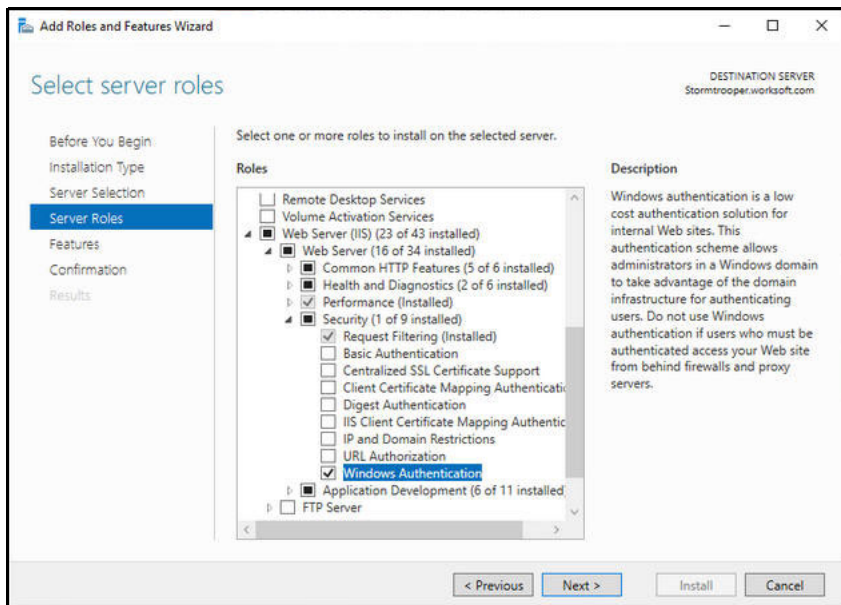 Add Roles and Features Wizard
Select server roles
DESTINATION SERVER
Stormtrooper.worksoft.com
Before You Begin
Installation Type
Server Selection
Server Roles
Features
Confirmation
Results
Select one or more roles to install on the selected server.
Roles
Remote Desktop Services
Volume Activation Services
Web Server (IIS) (23 of 43 installed)
Web Server (16 of 34 installed)
Common HTTP Features (5 of 6 installed)
Health and Diagnostics (2 of 6 installed)
Performance (Installed)
Security (1 of 9 installed)
Request Filtering (Installed)
Basic Authentication
Centralized SSL Certificate Support
Client Certificate Mapping Authenticatic
Digest Authentication
IIS Client Certificate Mapping Authentic
IP and Domain Restrictions
URL Authorization
Windows Authentication
Application Development (6 of 11 installed
FTP Server
Description
Windows authentication is a low
cost authentication solution for
internal Web sites. This
authentication scheme allows
administrators in a Windows domain
to take advantage of the domain
infrastructure for authenticating
users. Do not use Windows
authentication if users who must be
authenticated access your Web site
from behind firewalls and proxy
servers.
< Previous
Next >
Install
Cancel